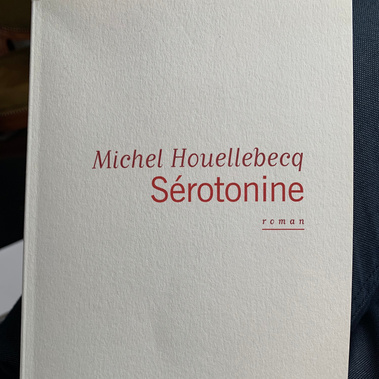 Michel Houellebecq
Sérotonine
roman